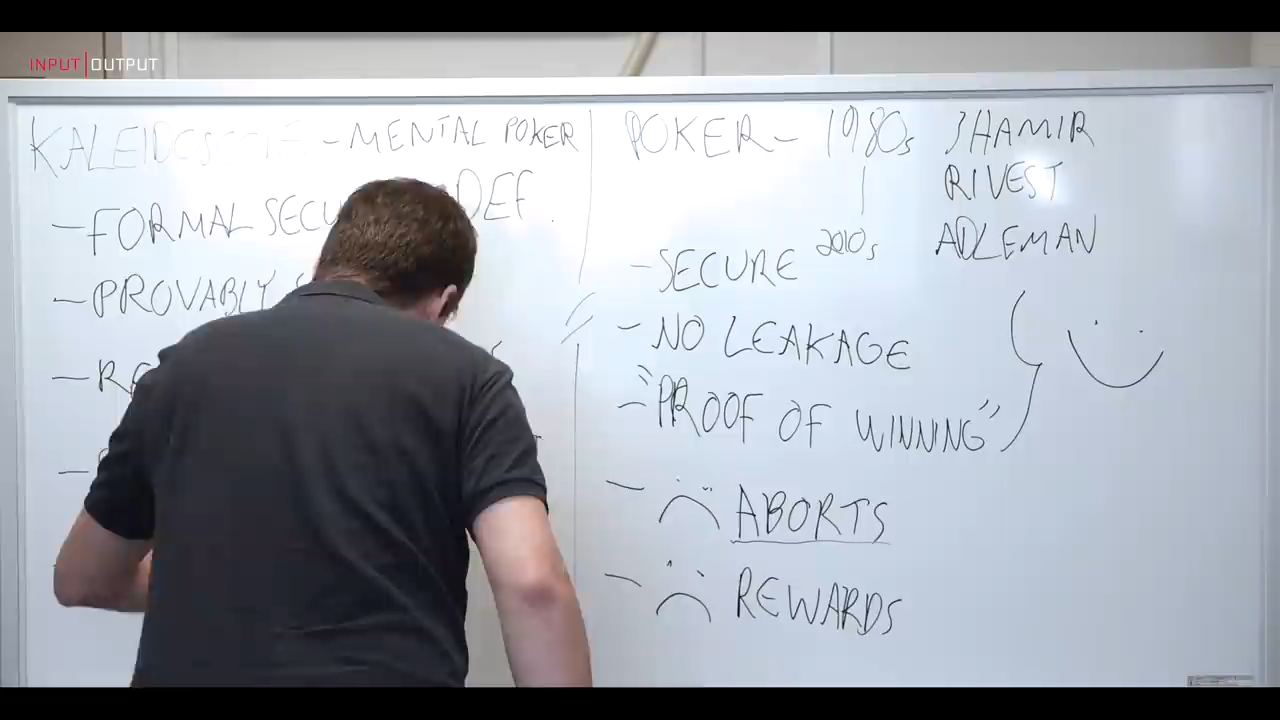 INPUT | OUTPUT
KALEIDOSCOPE - MENTAL POKER
- FORMAL DEF.
- PROVABLY
POKER - 1980s SHAMIR
RIVEST
ADLEMAN
2010s
- SECURE
- NO LEAKAGE
- "PROOF OF WINNING"
- ABORTS
- REWARDS